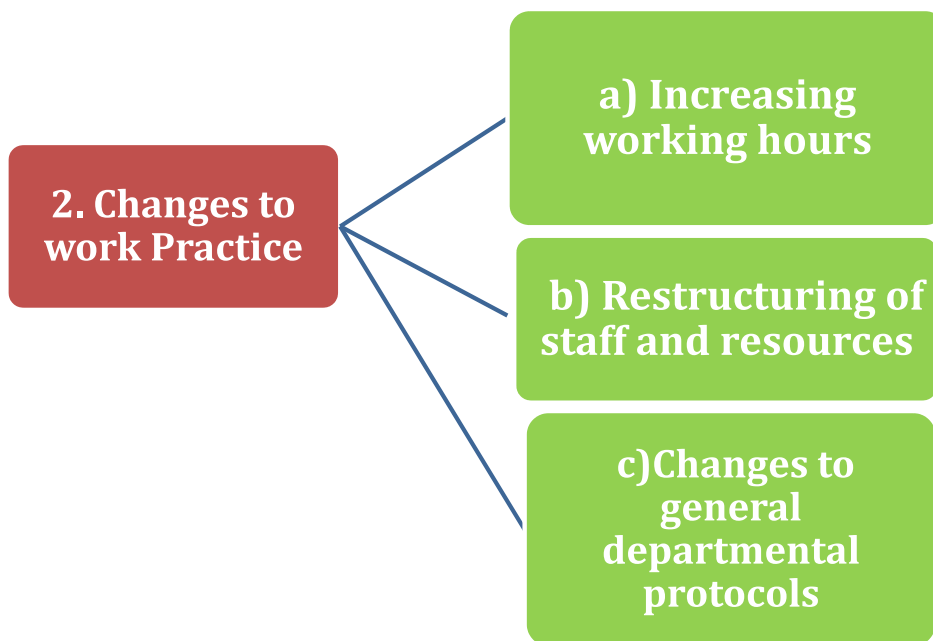 2. Changes to
work Practice
a) Increasing
working hours
b) Restructuring of
staff and resources
c)Changes to
general
departmental
protocols